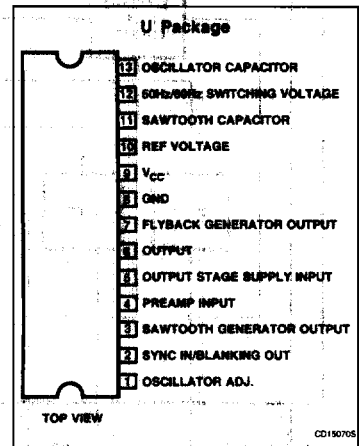 U Package
13 OSCILLATOR CAPACITOR
12 50Hz/60Hz SWITCHING VOLTAGE
11 SAWTOOTH CAPACITOR
10 REF VOLTAGE
9 VCC
8 GND
7 FLYBACK GENERATOR OUTPUT
6 OUTPUT
5 OUTPUT STAGE SUPPLY INPUT
4 PREAMP INPUT
3 SAWTOOTH GENERATOR OUTPUT
2 SYNC IN/BLANKING OUT
1 OSCILLATOR ADJ.
TOP VIEW
CD15070S